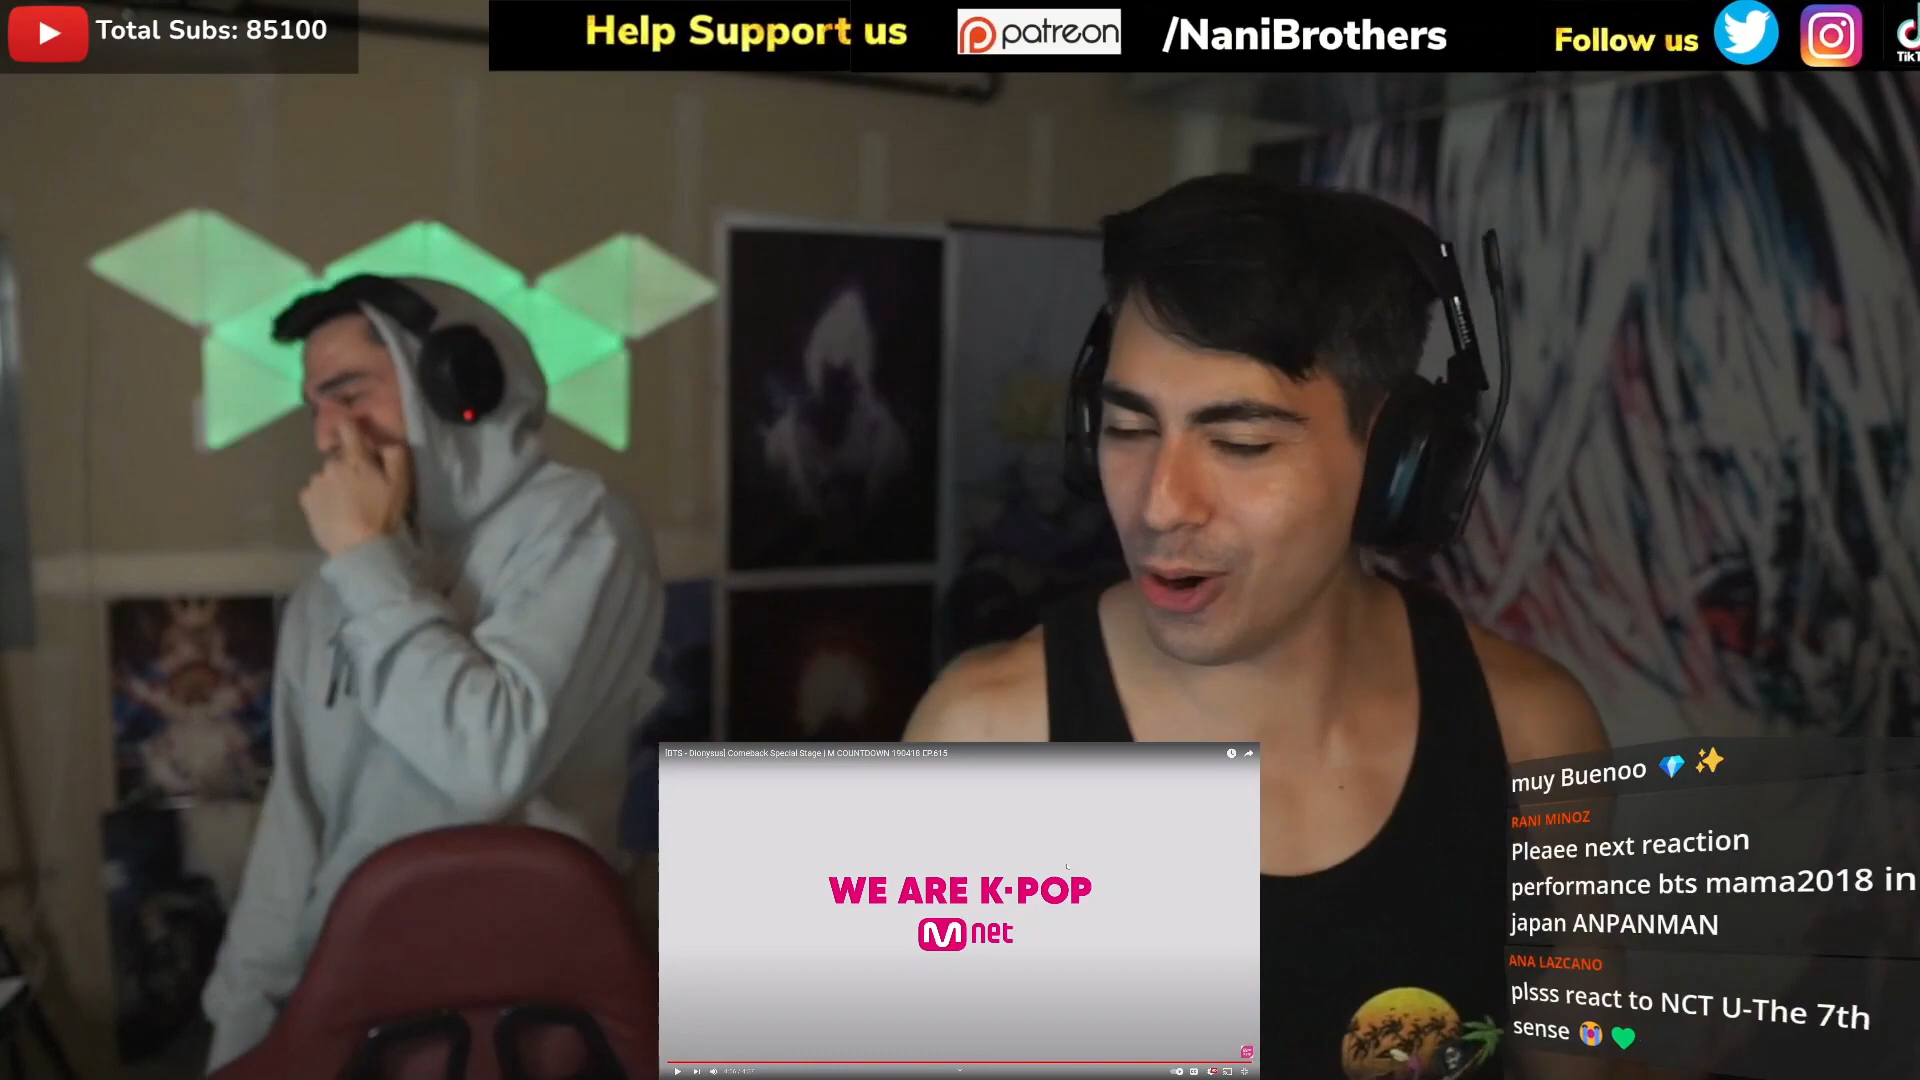 Total Subs: 85100
Help Support us
patreon
/NaniBrothers
Follow us
TikT
[BTS - Dionysus] Comeback Special Stage | M COUNTDOWN 190418 EP.615
WE ARE K-POP
M net
muy Buenoo 💎 ✨
RANI MINOZ
Pleaee next reaction
performance bts mama2018 in
japan ANPANMAN
ANA LAZCANO
plsss react to NCT U-The 7th
sense 😭 💚